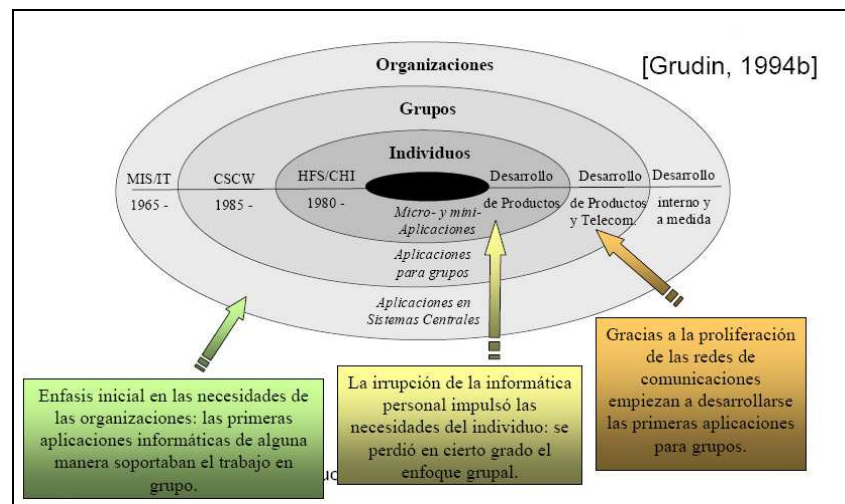 [Grudin, 1994b]
Organizaciones
Grupos
Individuos
MIS/IT
1965 -
CSCW
1985 -
HFS/CHI
1980 -
Desarrollo
de Productos
Desarrollo
de Productos
y Telecom.
Desarrollo
interno y
a medida
Micro- y mini-
Aplicaciones
Aplicaciones
para grupos
Aplicaciones en
Sistemas Centrales
Enfasis inicial en las necesidades de
las organizaciones: las primeras
aplicaciones informáticas de alguna
manera soportaban el trabajo en
grupo.
La irrupción de la informática
personal impulsó las
necesidades del individuo: se
perdió en cierto grado el
enfoque grupal.
Gracias a la proliferación
de las redes de
comunicaciones
empiezan a desarrollarse
las primeras aplicaciones
para grupos.